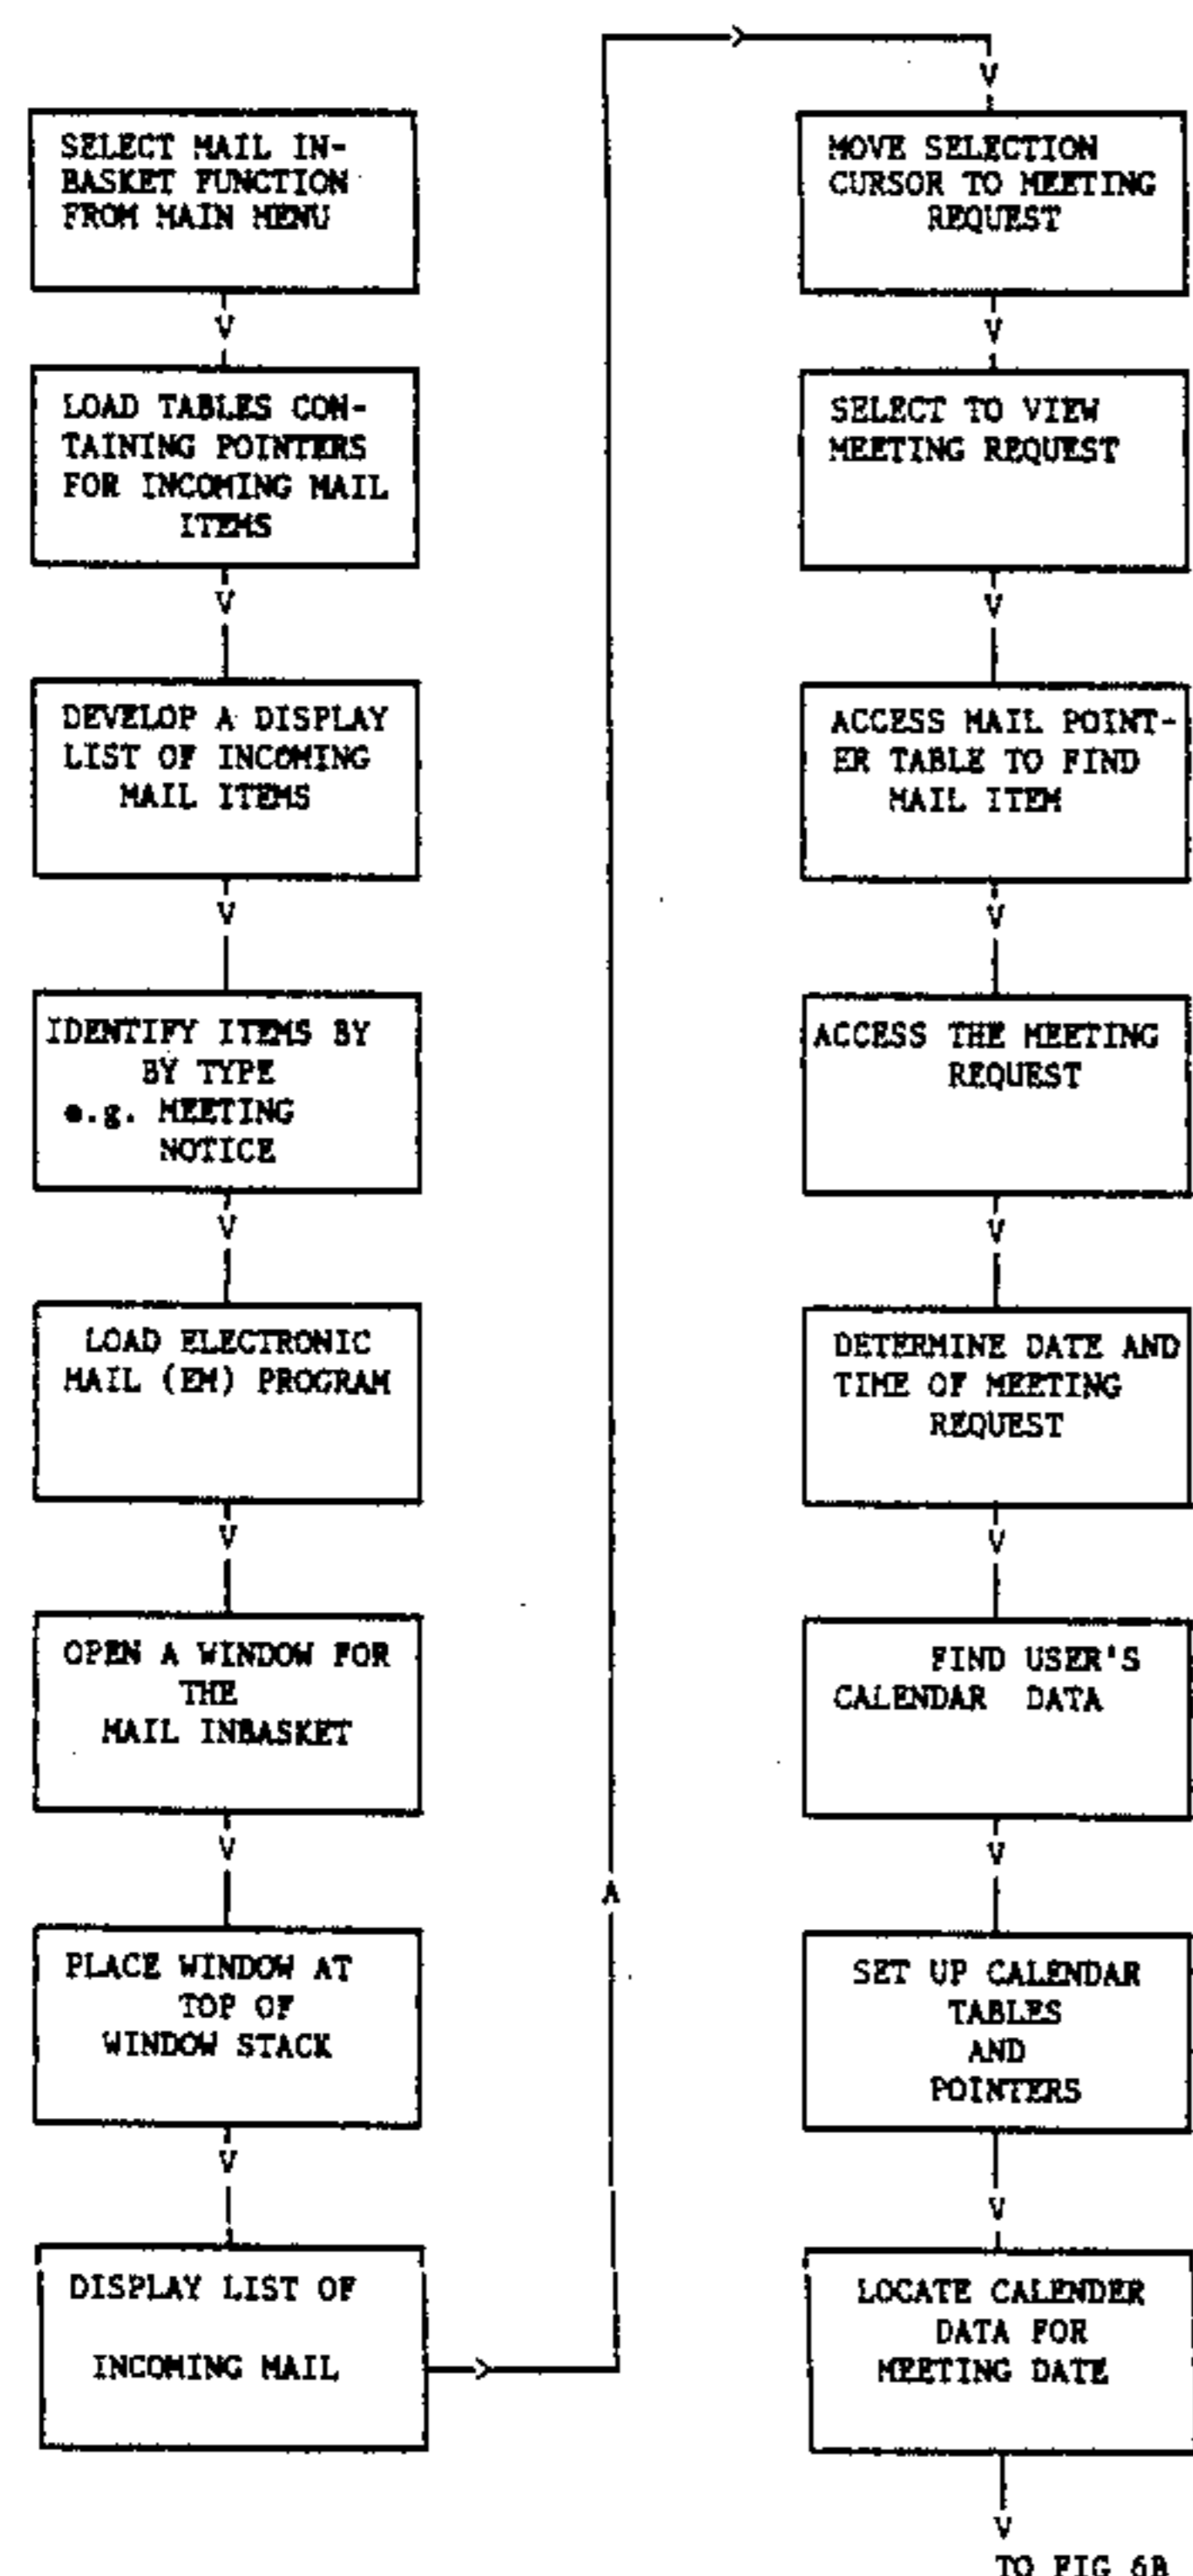 SELECT MAIL IN-
BASKET FUNCTION
FROM MAIN MENU
LOAD TABLES CON-
TAINING POINTERS
FOR INCOMING MAIL
ITEMS
DEVELOP A DISPLAY
LIST OF INCOMING
MAIL ITEMS
IDENTIFY ITEMS BY
BY TYPE
e.g. MEETING
NOTICE
LOAD ELECTRONIC
MAIL (EM) PROGRAM
OPEN A WINDOW FOR
THE
MAIL INBASKET
PLACE WINDOW AT
TOP OF
WINDOW STACK
DISPLAY LIST OF
INCOMING MAIL
MOVE SELECTION
CURSOR TO MEETING
REQUEST
SELECT TO VIEW
MEETING REQUEST
ACCESS MAIL POINT-
ER TABLE TO FIND
MAIL ITEM
ACCESS THE MEETING
REQUEST
DETERMINE DATE AND
TIME OF MEETING
REQUEST
FIND USER'S
CALENDAR DATA
SET UP CALENDAR
TABLES
AND
POINTERS
LOCATE CALENDER
DATA FOR
MEETING DATE
TO FIG 6B